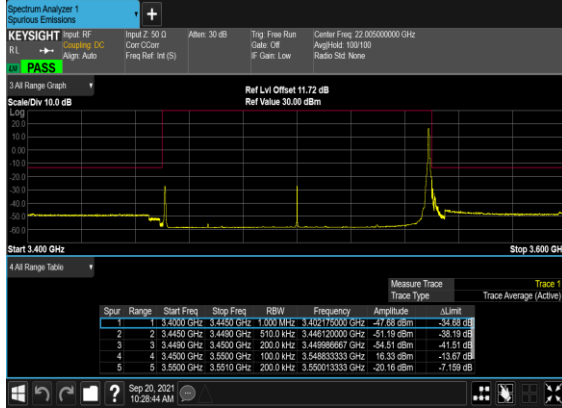 Spectrum Analyzer 1
Spurious Emissions
KEYSIGHT Input: RF Input Z: 50 Ω Atten: 30 dB Trig: Free Run Center Freq: 22.005000000 GHz
RL Coupling: DC Corr CCorr Gate: Off Avg|Hold: 100/100
Align: Auto Freq Ref: Int (S) IF Gain: Low Radio Std: None
PASS
3 All Range Graph
Ref Lvl Offset 11.72 dB
Scale/Div 10.0 dB Ref Value 30.00 dBm
Log
20.0
10.0
0.00
-10.0
-20.0
-30.0
-40.0
-50.0
-60.0
Start 3.400 GHz Stop 3.600 GH
4 All Range Table
Measure Trace Trace 1
Trace Type Trace Average (Active)
Spur Range Start Freq Stop Freq RBW Frequency Amplitude ΔLimit
1 1 3.4000 GHz 3.4450 GHz 1.000 MHz 3.402175000 GHz -47.68 dBm -34.68 dB
2 2 3.4450 GHz 3.4490 GHz 510.0 kHz 3.446120000 GHz -51.19 dBm -38.19 dB
3 3 3.4490 GHz 3.4500 GHz 200.0 kHz 3.449986667 GHz -54.51 dBm -41.51 dB
4 4 3.4500 GHz 3.5500 GHz 100.0 kHz 3.548833333 GHz 16.33 dBm -13.67 dB
5 5 3.5500 GHz 3.5510 GHz 200.0 kHz 3.550013333 GHz -20.16 dBm -7.159 dB
Sep 20, 2021
10:28:44 AM